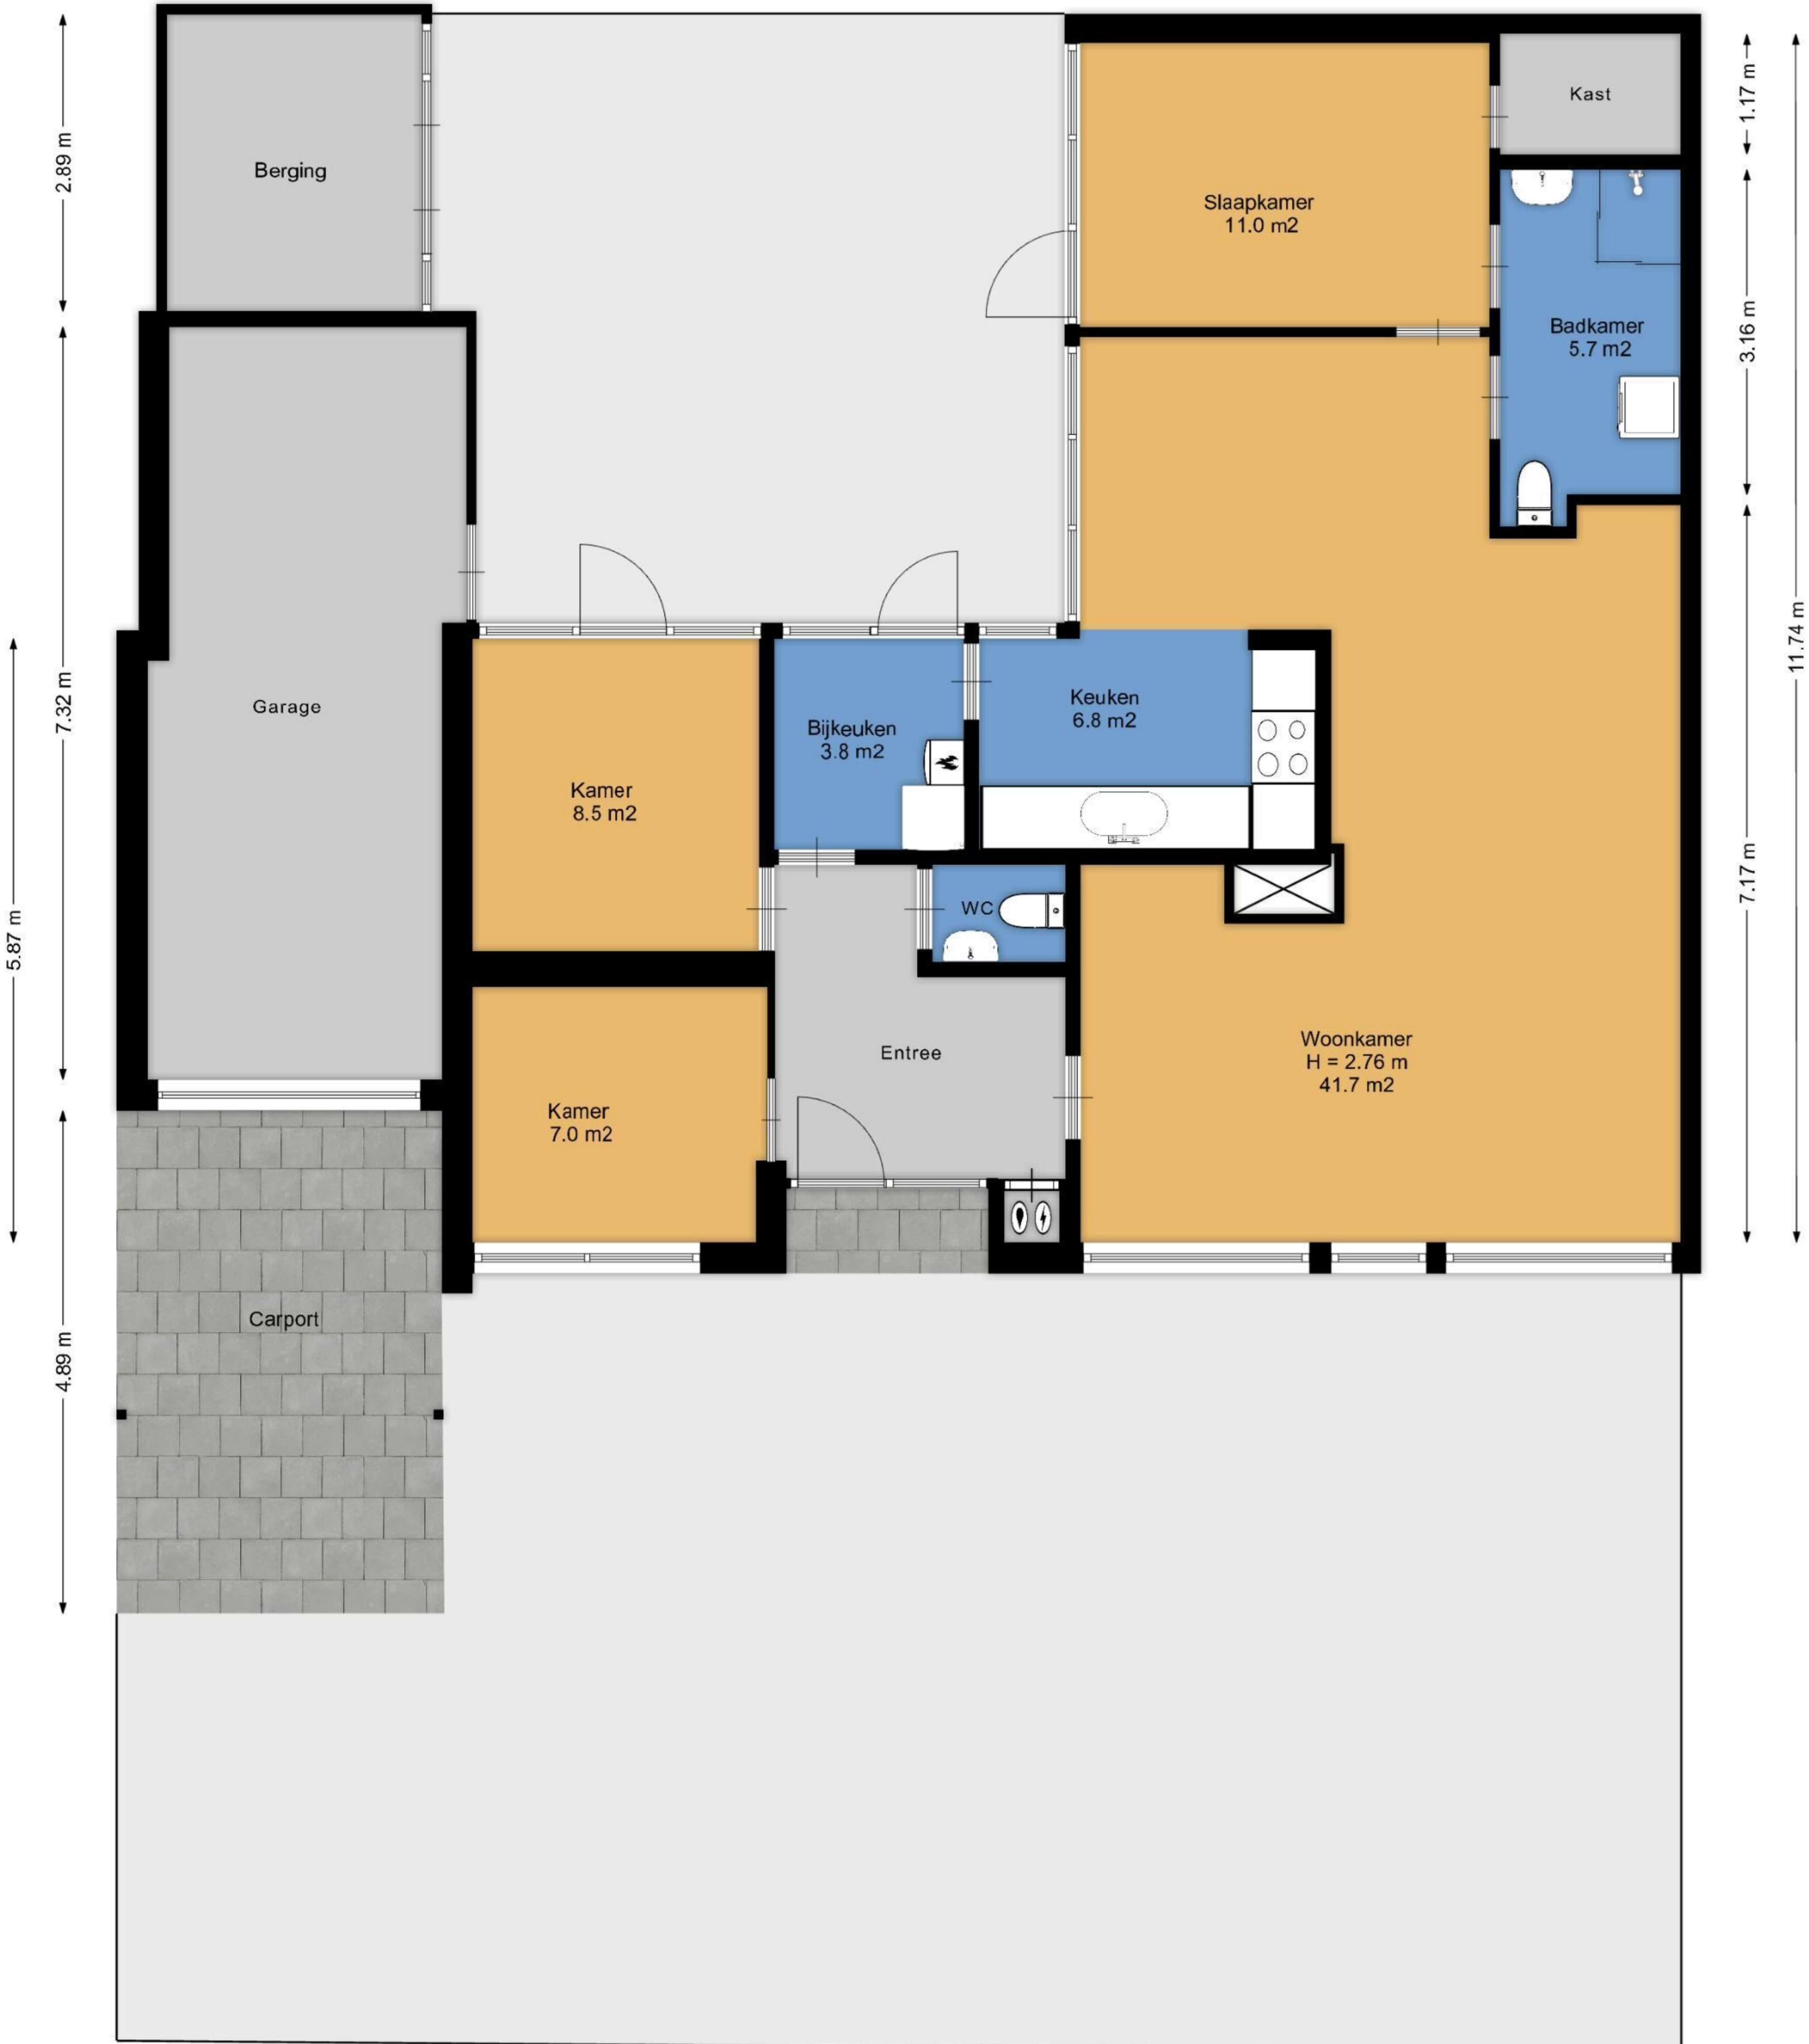 Berging
2.89 m
Kast
1.17 m
Slaapkamer
11.0 m2
Badkamer
5.7 m2
3.16 m
11.74 m
Garage
7.32 m
Kamer
8.5 m2
Bijkeuken
3.8 m2
Keuken
6.8 m2
WC
5.87 m
7.17 m
Entree
Woonkamer
H = 2.76 m
41.7 m2
Kamer
7.0 m2
Carport
4.89 m